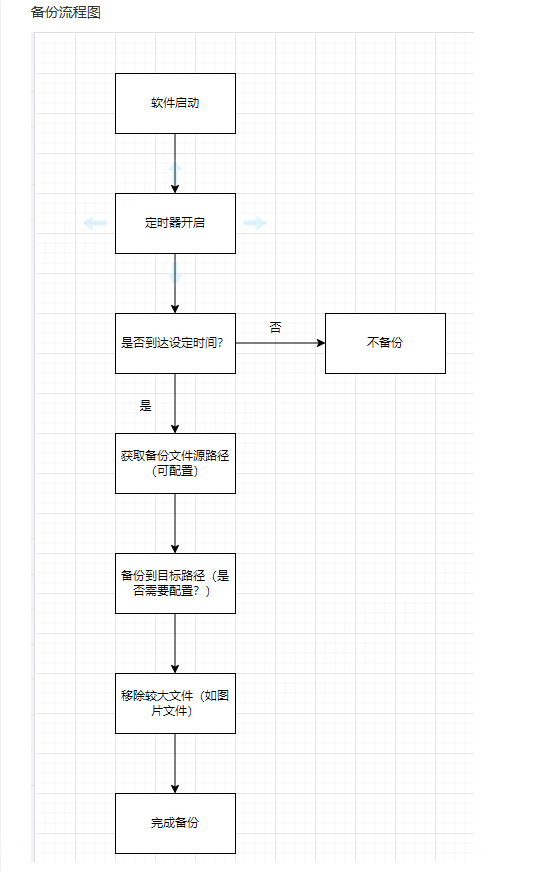 备份流程图
软件启动
定时器开启
是否到达设定时间?
否
不备份
是
获取备份文件源路径
（可配置）
备份到目标路径（是
否需要配置？）
移除较大文件（如图
片文件）
完成备份